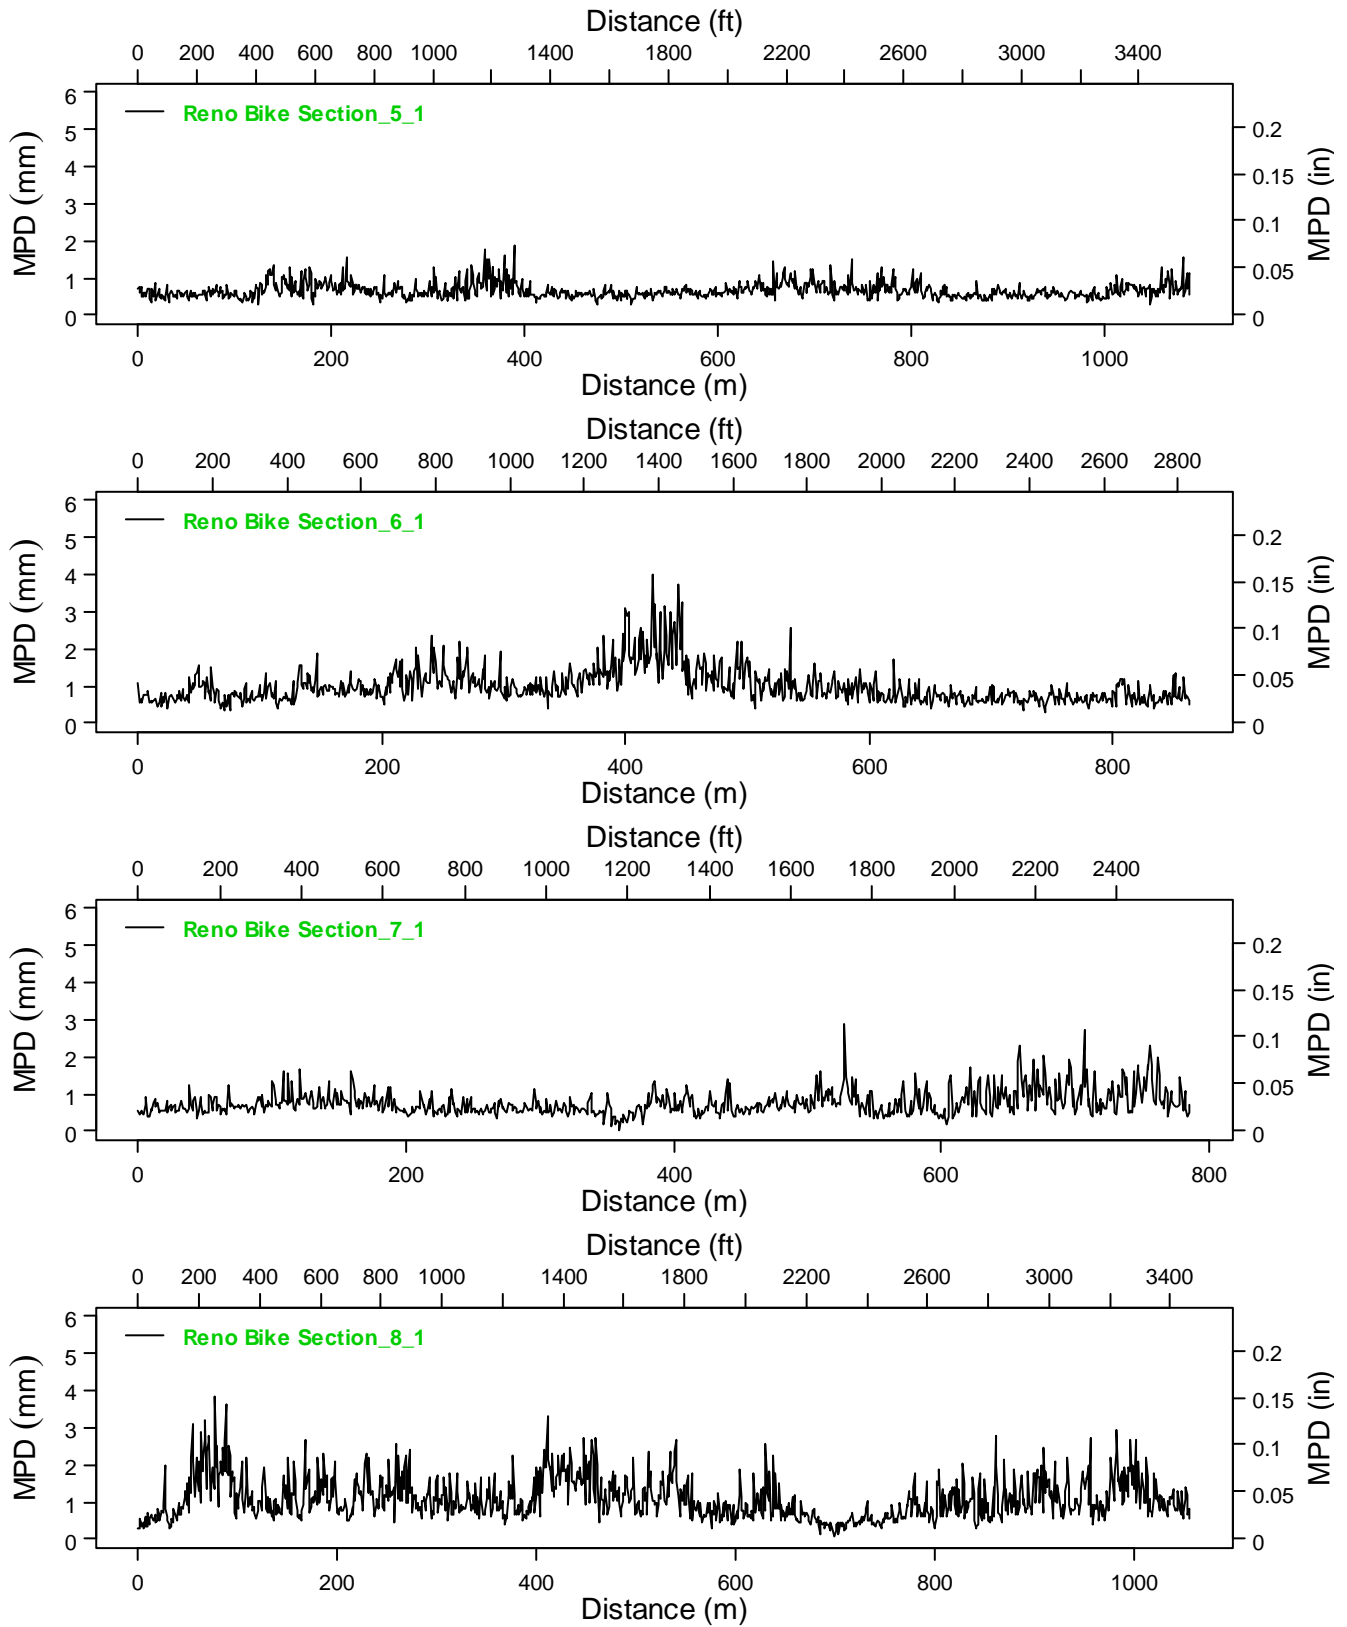 Distance (ft)
0 200 400 600 800 1000 1400 1800 2200 2600 3000 3400
Reno Bike Section_5_1
MPD (mm)
6
5
4
3
2
1
0
MPD (in)
0.2
0.15
0.1
0.05
0
0 200 400 600 800 1000
Distance (m)
Distance (ft)
0 200 400 600 800 1000 1200 1400 1600 1800 2000 2200 2400 2600 2800
Reno Bike Section_6_1
MPD (mm)
6
5
4
3
2
1
0
MPD (in)
0.2
0.15
0.1
0.05
0
0 200 400 600 800
Distance (m)
Distance (ft)
0 200 400 600 800 1000 1200 1400 1600 1800 2000 2200 2400
Reno Bike Section_7_1
MPD (mm)
6
5
4
3
2
1
0
MPD (in)
0.2
0.15
0.1
0.05
0
0 200 400 600 800
Distance (m)
Distance (ft)
0 200 400 600 800 1000 1400 1800 2200 2600 3000 3400
Reno Bike Section_8_1
MPD (mm)
6
5
4
3
2
1
0
MPD (in)
0.2
0.15
0.1
0.05
0
0 200 400 600 800 1000
Distance (m)